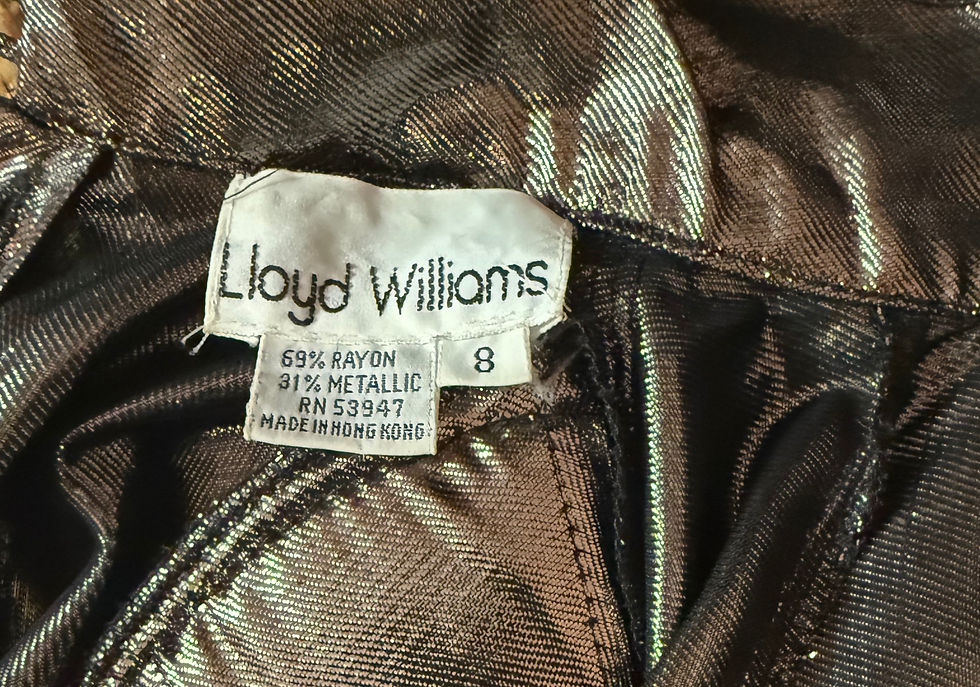 Lloyd Williams
69% RAYON
31% METALLIC
RN 53947
MADE IN HONG KONG
8